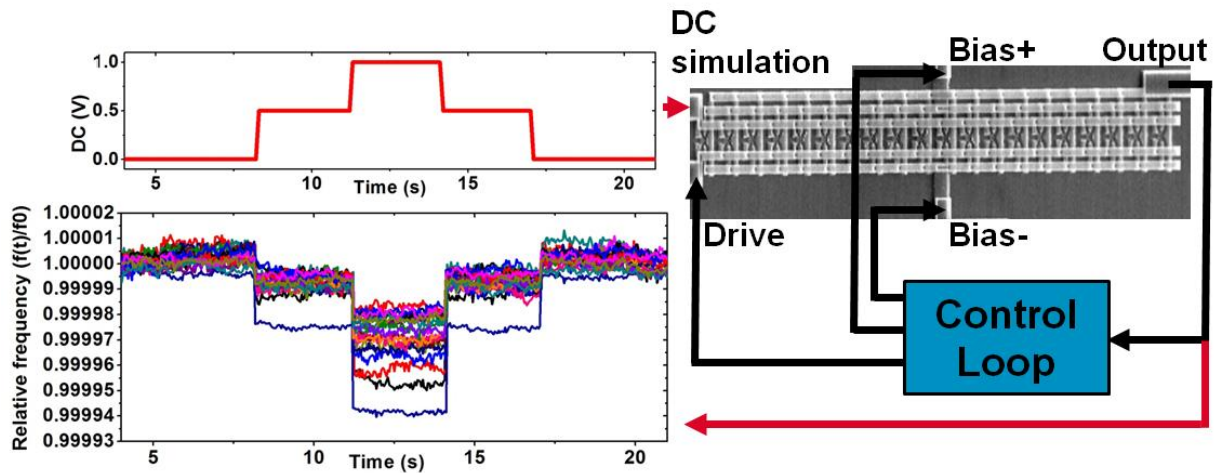 DC simulation
Bias+
Output
DC (V)
1.0
0.5
0.0
5
10
15
20
Time (s)
Drive
Bias-
Control Loop
Relative frequency (f(t)/f0)
1.00002
1.00001
1.00000
0.99999
0.99998
0.99997
0.99996
0.99995
0.99994
0.99993
5
10
15
20
Time (s)